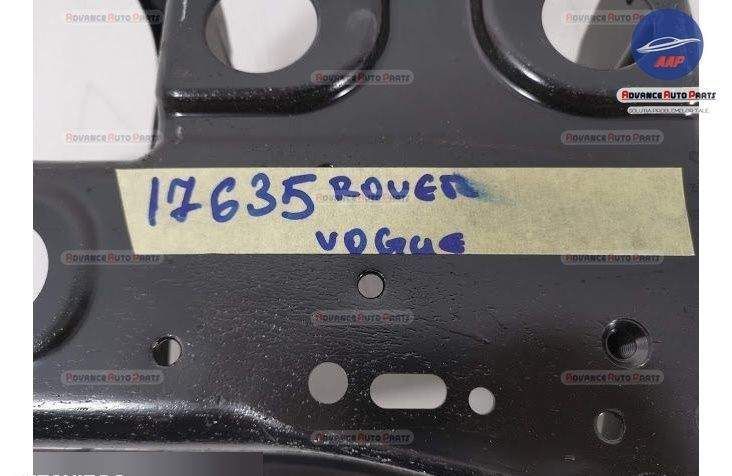 AAP
ADVANCE AUTO PARTS
17635 ROVER
VOGUE